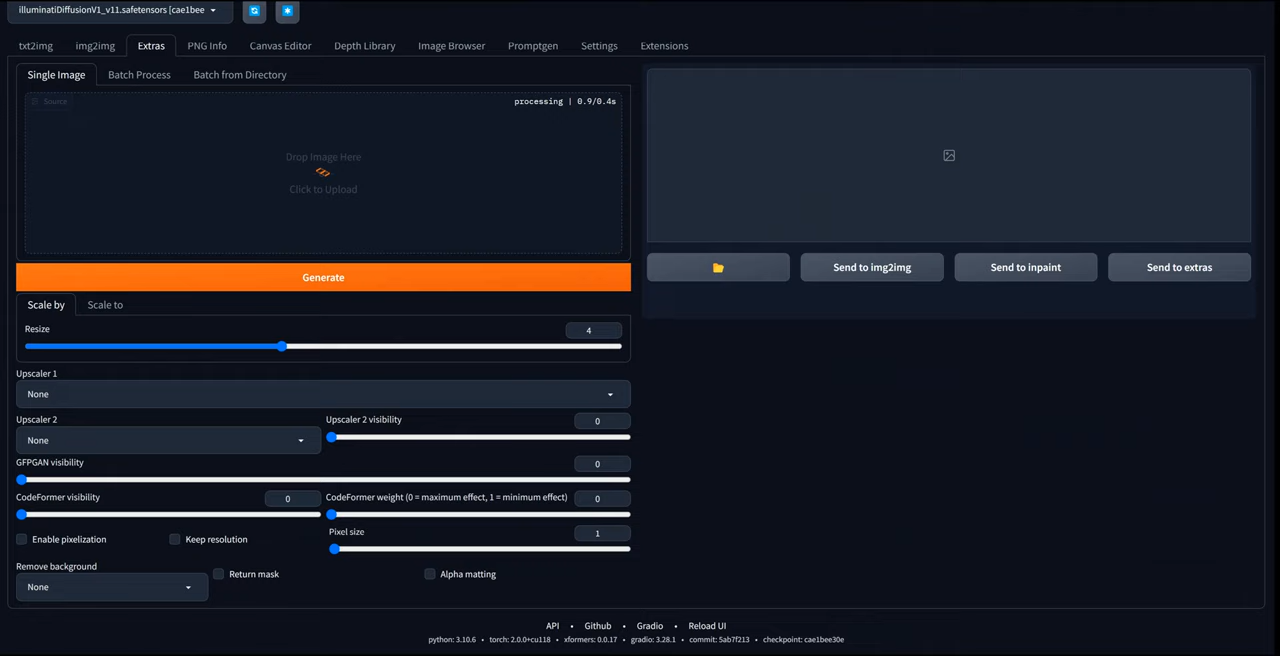 illuminatiDiffusionV1_v11.safetensors [cae1bee
txt2img img2img Extras PNG Info Canvas Editor Depth Library Image Browser Promptgen Settings Extensions
Single Image Batch Process Batch from Directory
Source
processing | 0.9/0.4s
Drop Image Here
Click to Upload
Generate
Send to img2img Send to inpaint Send to extras
Scale by Scale to
Resize 4
Upscaler 1
None
Upscaler 2 Upscaler 2 visibility 0
None
GFPGAN visibility 0
CodeFormer visibility 0 CodeFormer weight (0 = maximum effect, 1 = minimum effect) 0
Enable pixelization Keep resolution Pixel size 1
Remove background
None Return mask Alpha matting
API • Github • Gradio • Reload UI
python: 3.10.6 • torch: 2.0.0+cu118 • xformers: 0.0.17 • gradio: 3.28.1 • commit: 5ab7f213 • checkpoint: cae1bee30e